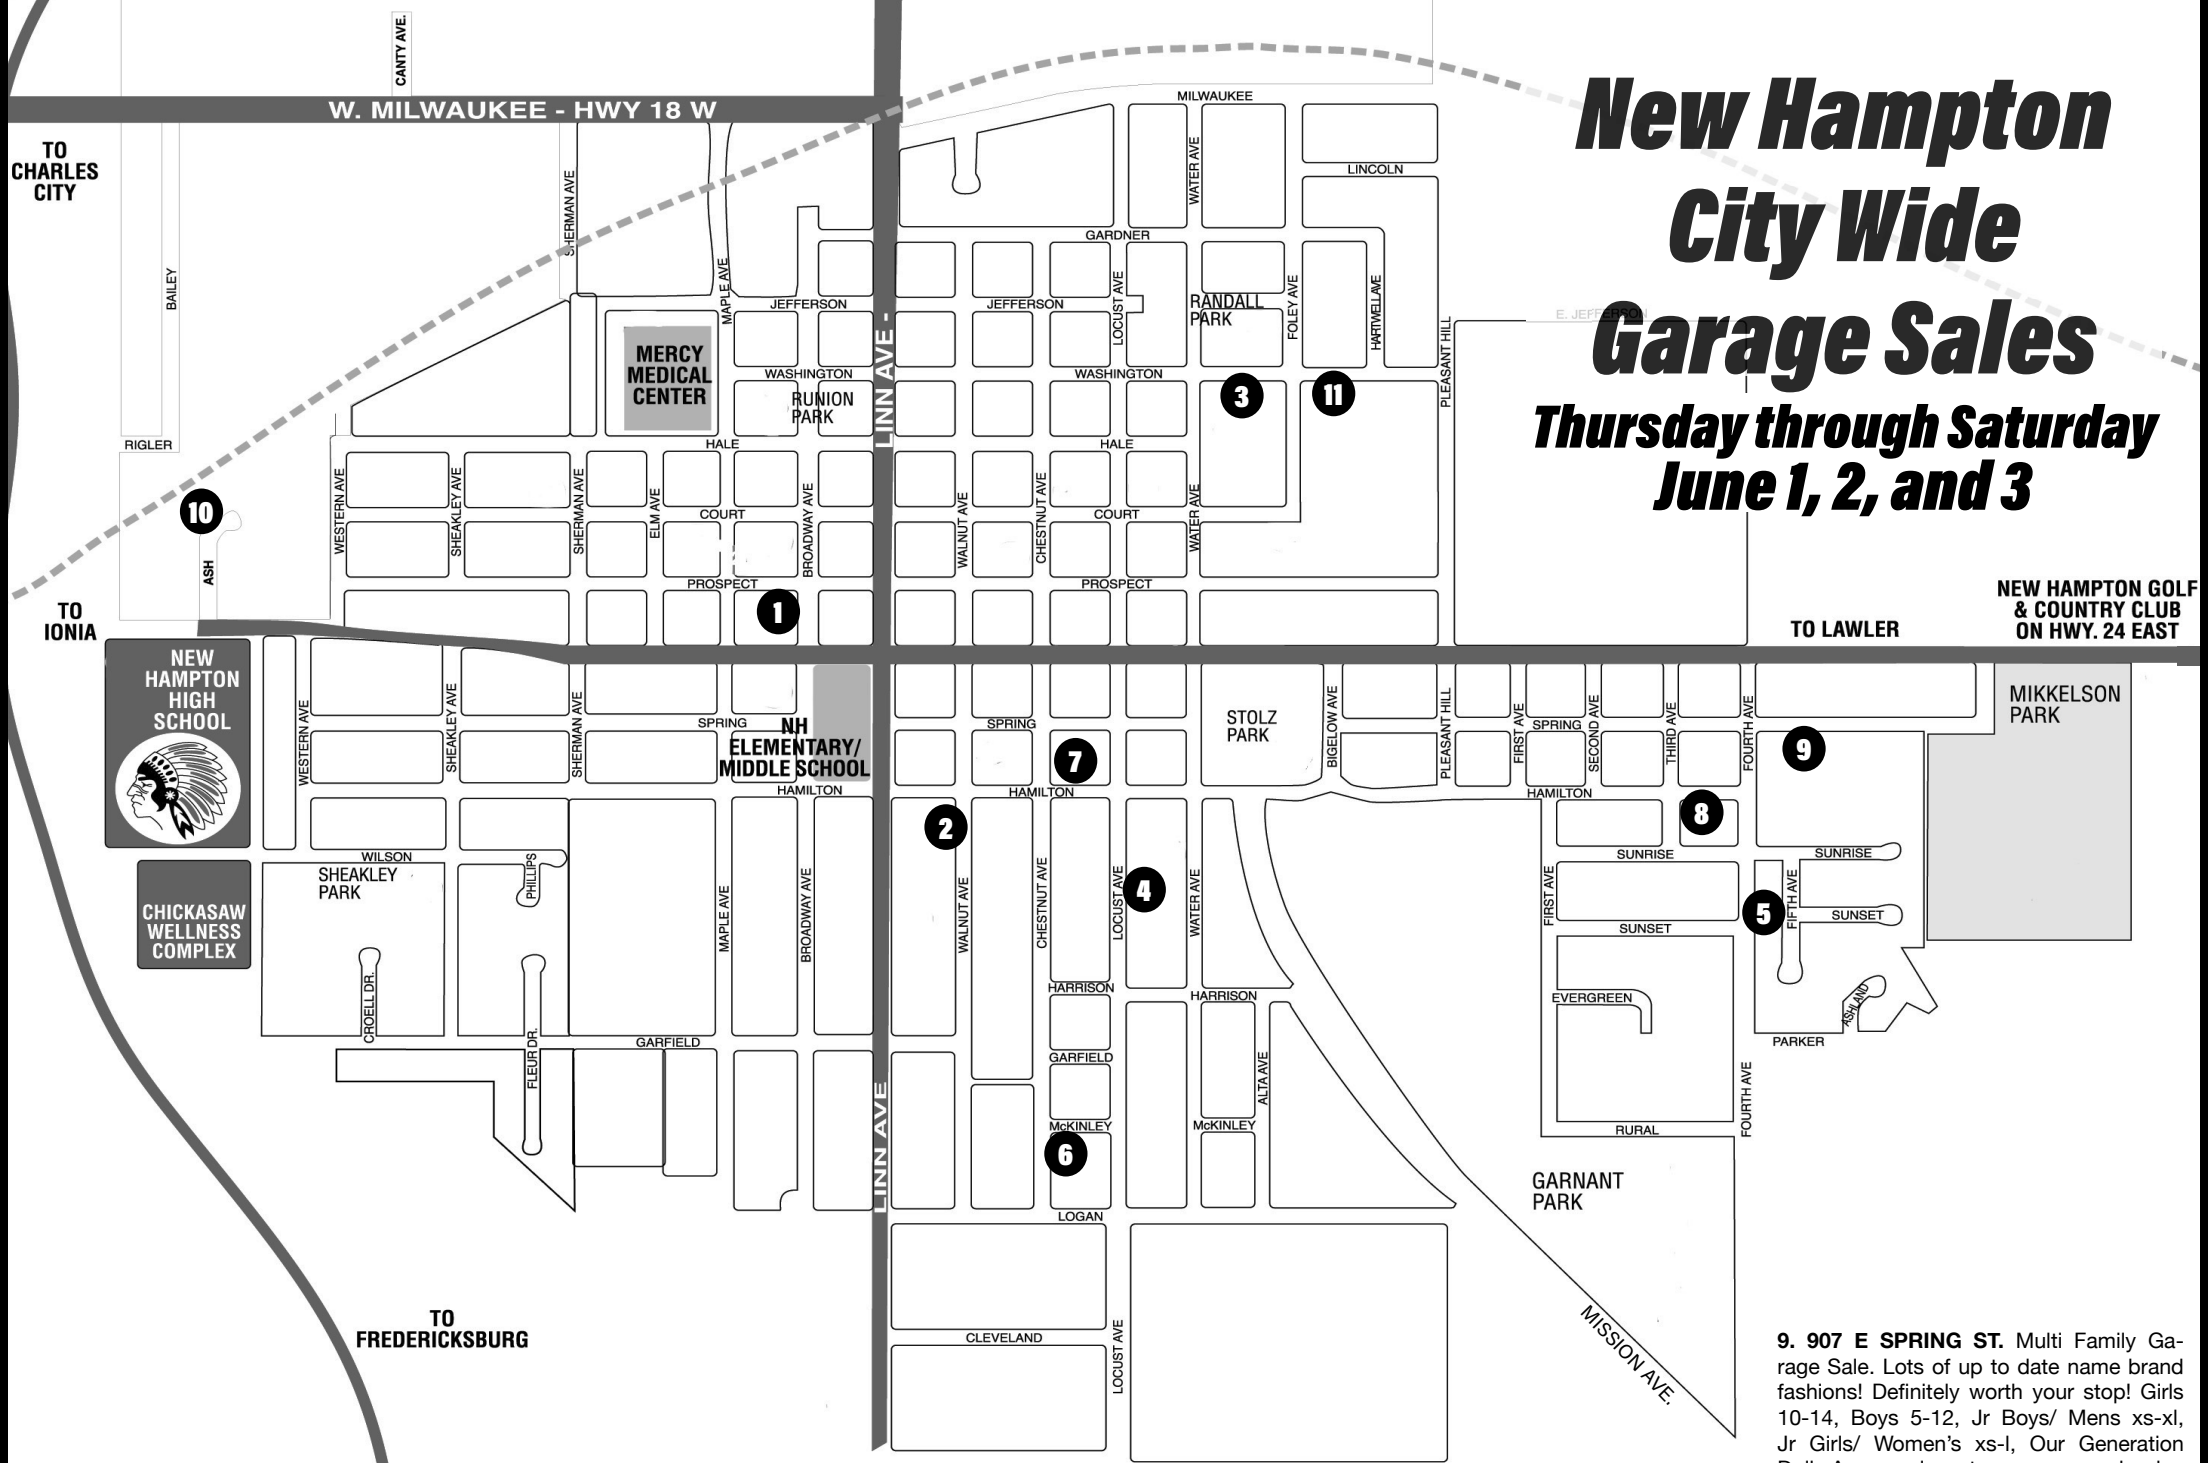 CANTY AVE.
W. MILWAUKEE - HWY 18 W
MILWAUKEE
New Hampton
City Wide
Garage Sales
Thursday through Saturday
June 1, 2, and 3
TO
CHARLES
CITY
SHERMAN AVE
WATER AVE
LINCOLN
GARDNER
BAILEY
MAPLE AVE
JEFFERSON
JEFFERSON
LOCUST AVE
RANDALL
PARK
FOLEY AVE
HARTWELL AVE
PLEASANT HILL
E. JEFFERSON
LINN AVE -
MERCY
MEDICAL
CENTER
WASHINGTON
WASHINGTON
RUNION
PARK
3
11
RIGLER
HALE
HALE
10
WESTERN AVE
SHEAKLEY AVE
SHERMAN AVE
ELM AVE
COURT
BROADWAY AVE
WALNUT AVE
CHESTNUT AVE
COURT
WATER AVE
ASH
PROSPECT
PROSPECT
1
TO
IONIA
NEW HAMPTON GOLF
& COUNTRY CLUB
ON HWY. 24 EAST
TO LAWLER
NEW
HAMPTON
HIGH
SCHOOL
WESTERN AVE
SHEAKLEY AVE
SHERMAN AVE
SPRING
NH
ELEMENTARY/
MIDDLE SCHOOL
SPRING
7
STOLZ
PARK
BIGELOW AVE
PLEASANT HILL
FIRST AVE
SPRING
SECOND AVE
THIRD AVE
FOURTH AVE
9
MIKKELSON
PARK
HAMILTON
HAMILTON
HAMILTON
2
8
WILSON
SHEAKLEY
PARK
PHILLIPS
SUNRISE
SUNRISE
CHICKASAW
WELLNESS
COMPLEX
MAPLE AVE
BROADWAY AVE
WALNUT AVE
CHESTNUT AVE
LOCUST AVE
4
WATER AVE
FIRST AVE
5
FIFTH AVE
SUNSET
SUNSET
CROELL DR.
FLEUR DR.
HARRISON
HARRISON
EVERGREEN
ASHLAND
GARFIELD
GARFIELD
PARKER
ALTA AVE
FOURTH AVE
LINN AVE
McKINLEY
McKINLEY
RURAL
6
GARNANT
PARK
LOGAN
TO
FREDERICKSBURG
CLEVELAND
LOCUST AVE
MISSION AVE.
9. 907 E SPRING ST. Multi Family Ga-
rage Sale. Lots of up to date name brand
fashions! Definitely worth your stop! Girls
10-14, Boys 5-12, Jr Boys/ Mens xs-xl,
Jr Girls/ Women's xs-l, Our Generation